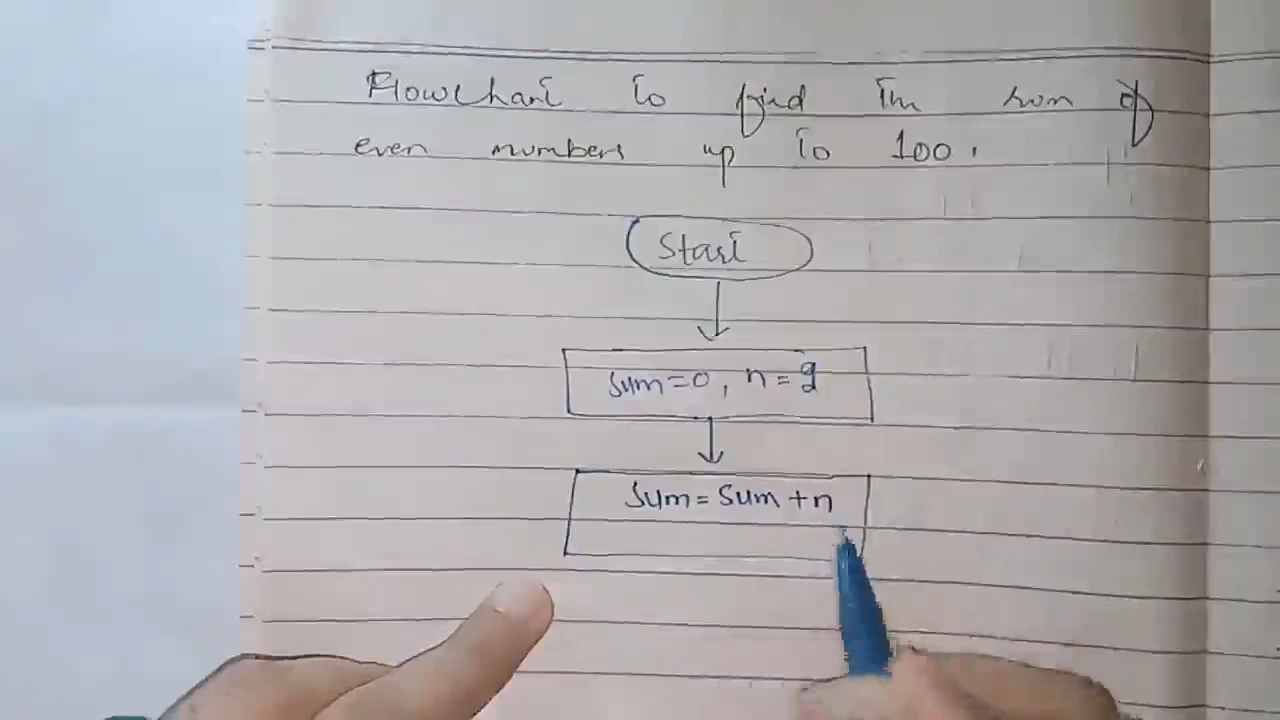 Flowchart to find the sum of
even numbers up to 100.
Start
sum=0, n=2
sum=sum+n